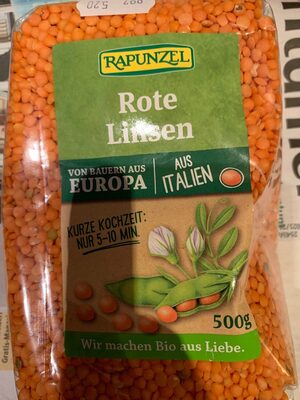 RAPUNZEL
Rote
Linsen
VON BAUERN AUS
EUROPA
AUS
ITALIEN
KURZE KOCHZEIT:
NUR 5-10 MIN.
500g
Wir machen Bio aus Liebe.